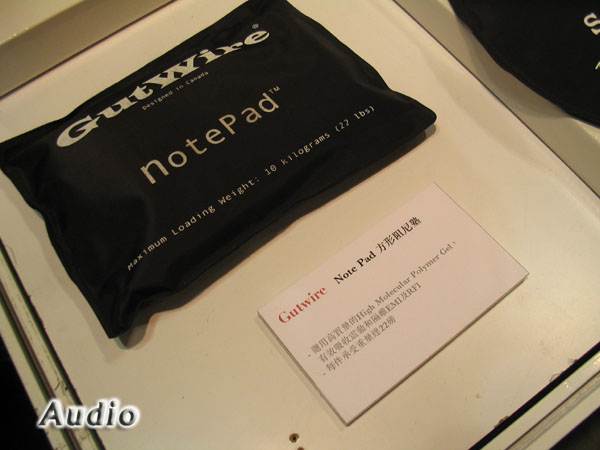 GutWire®
Designed in Canada
notePad™
Maximum Loading Weight: 10 kilograms (22 lbs)
S
Gutwire Note Pad 方形阻尼墊
- 應用高質量的High Molecular Polymer Gel,
有效吸收震動和隔離EMI及RFI
- 每件承受重量達22磅
Audio